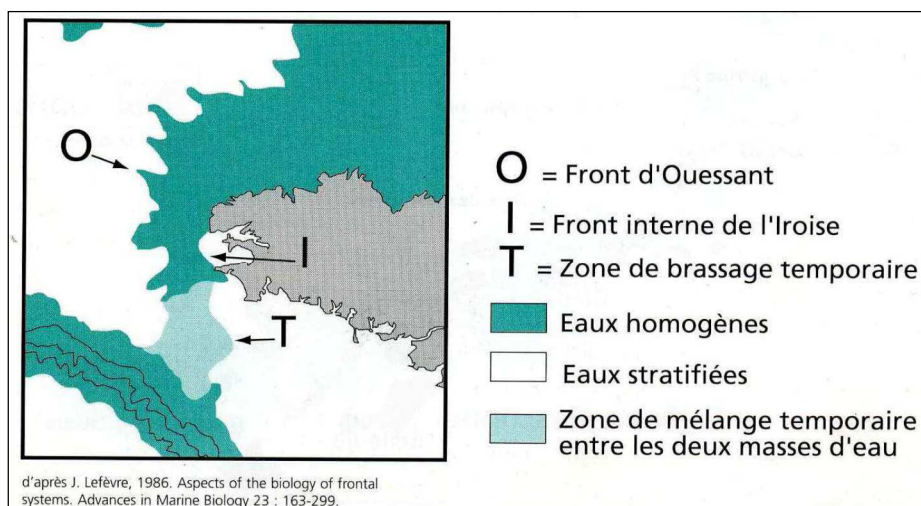 O
I
T
O = Front d'Ouessant
I = Front interne de l'Iroise
T = Zone de brassage temporaire
Eaux homogènes
Eaux stratifiées
Zone de mélange temporaire
entre les deux masses d'eau
d'après J. Lefèvre, 1986. Aspects of the biology of frontal
systems. Advances in Marine Biology 23 : 163-299.